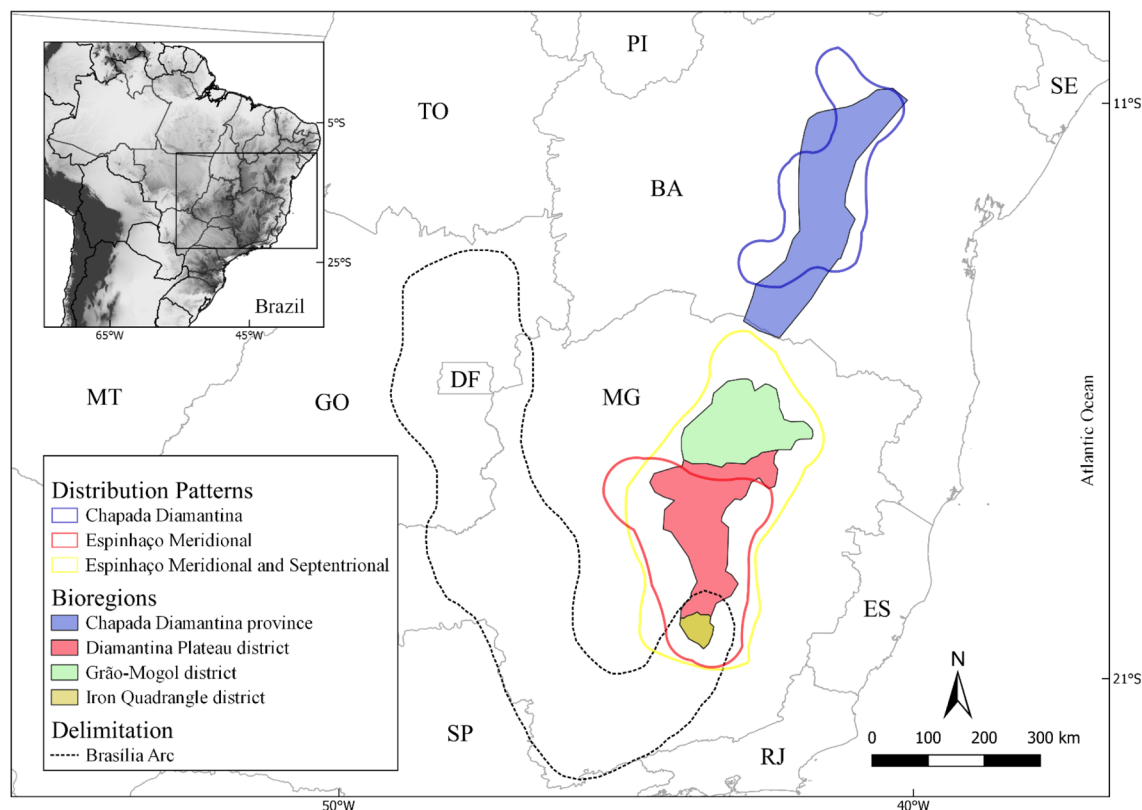 PI
SE
TO
11°S
5°S
BA
25°S
Brazil
65°W
45°W
DF
MT
GO
MG
Atlantic Ocean
Distribution Patterns
Chapada Diamantina
Espinhaço Meridional
Espinhaço Meridional and Septentrional
Bioregions
Chapada Diamantina province
Diamantina Plateau district
Grão-Mogol district
Iron Quadrangle district
Delimitation
Brasília Arc
ES
N
21°S
SP
RJ
0 100 200 300 km
50°W
40°W